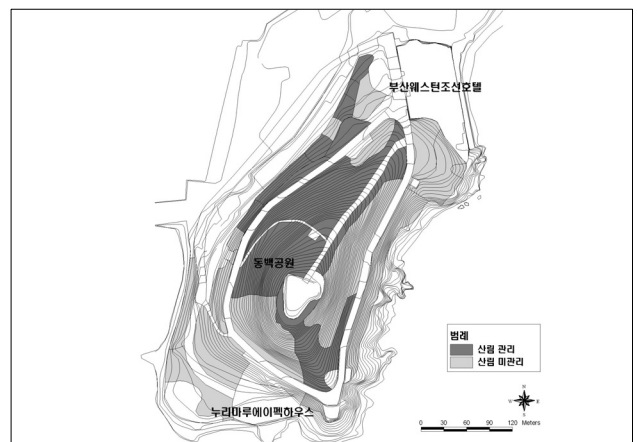 부산웨스턴조선호텔
동백공원
범례
산림 관리
산림 미관리
누리마루에이펙하우스
N
W E
S
0 30 60 90 120 Meters